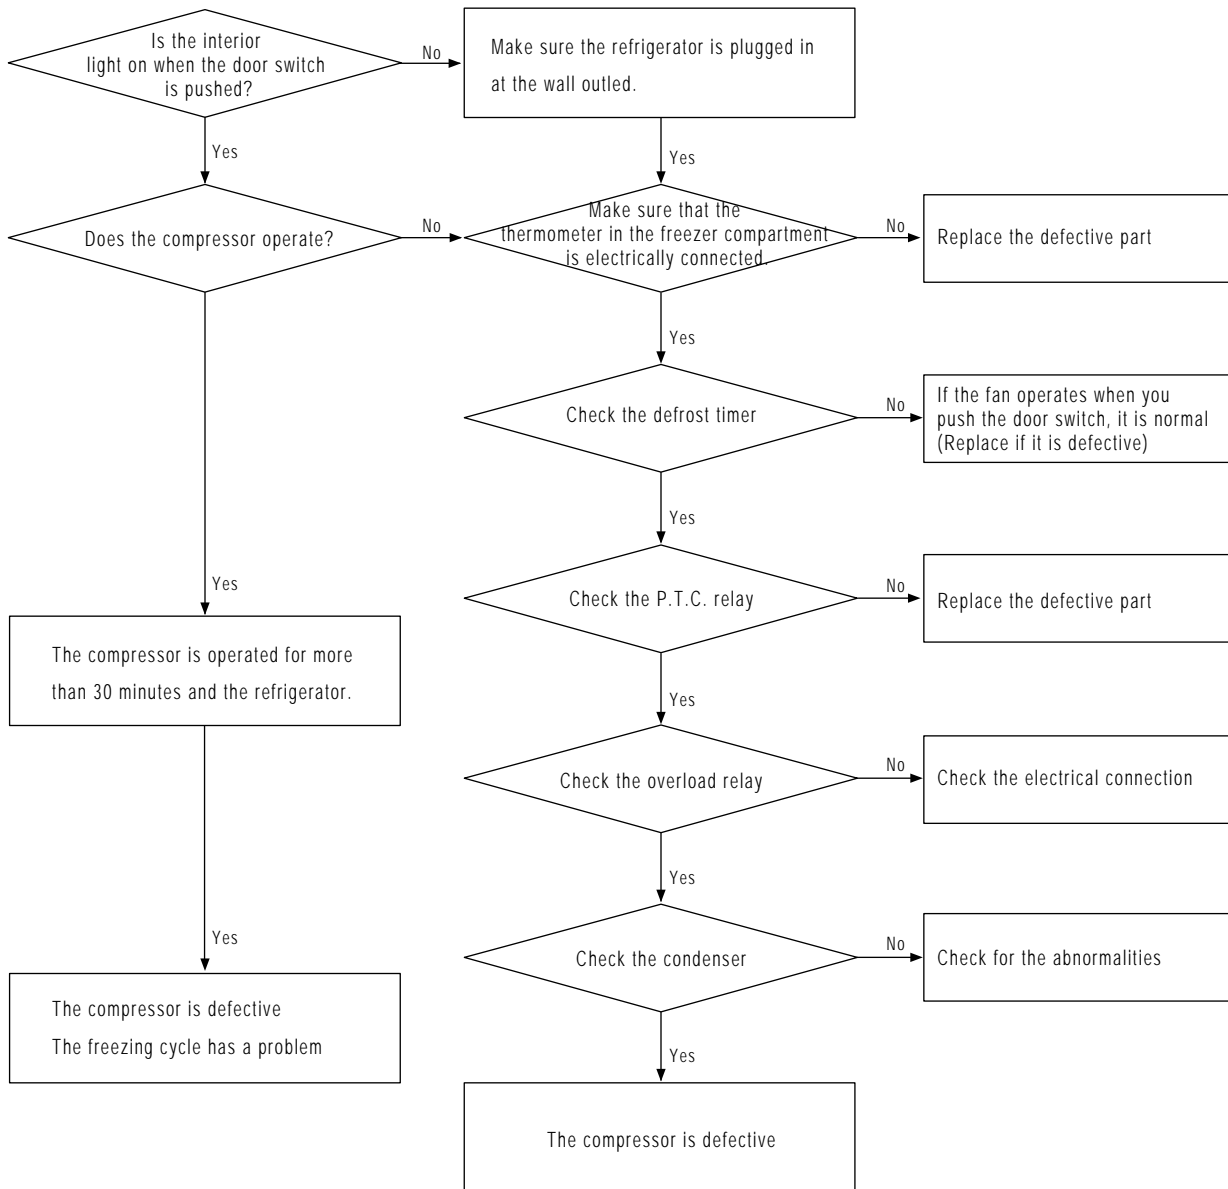 Is the interior
light on when the door switch
is pushed?
No
Make sure the refrigerator is plugged in
at the wall outled.
Yes
Yes
Does the compressor operate?
No
Make sure that the
thermometer in the freezer compartment
is electrically connected.
No
Replace the defective part
Yes
Check the defrost timer
No
If the fan operates when you
push the door switch, it is normal
(Replace if it is defective)
Yes
Check the P.T.C. relay
No
Replace the defective part
Yes
The compressor is operated for more
than 30 minutes and the refrigerator.
Yes
Check the overload relay
No
Check the electrical connection
Yes
Check the condenser
No
Check for the abnormalities
Yes
The compressor is defective
The freezing cycle has a problem
Yes
The compressor is defective